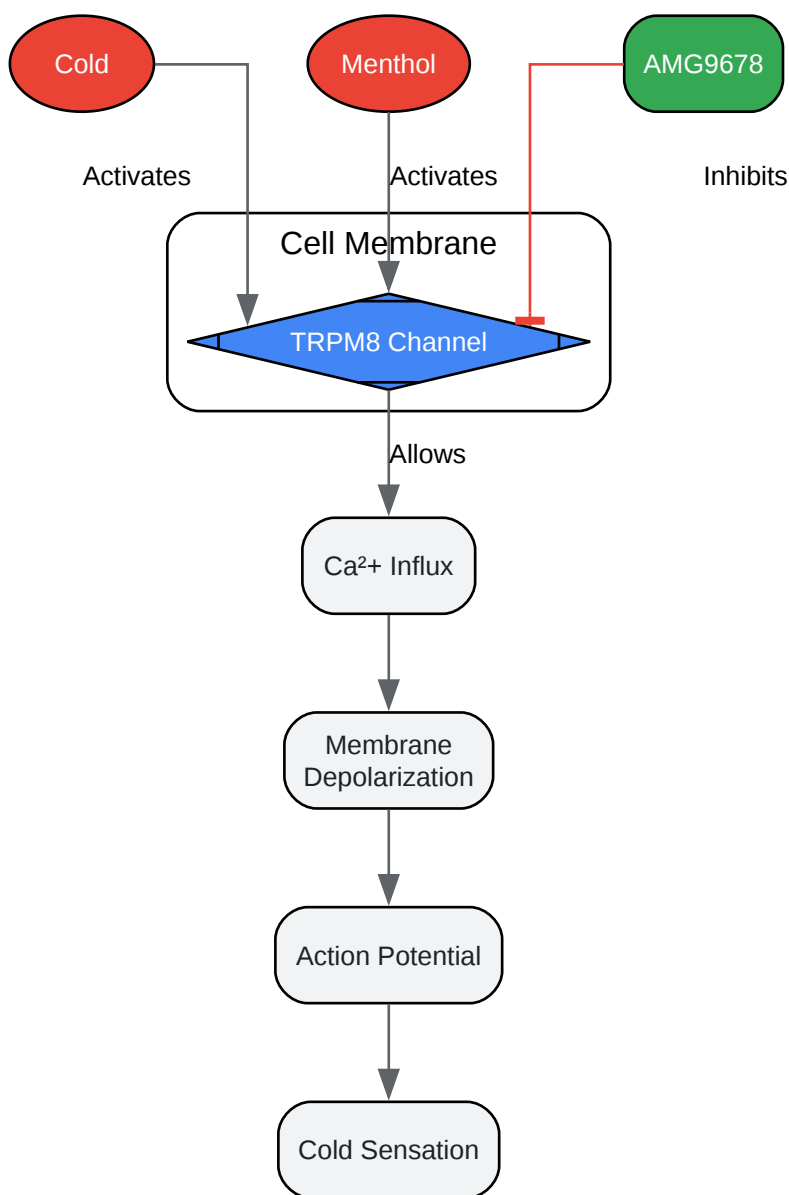 Cold
Menthol
AMG9678
Activates
Activates
Inhibits
Cell Membrane
TRPM8 Channel
Allows
Ca²+ Influx
Membrane
Depolarization
Action Potential
Cold Sensation